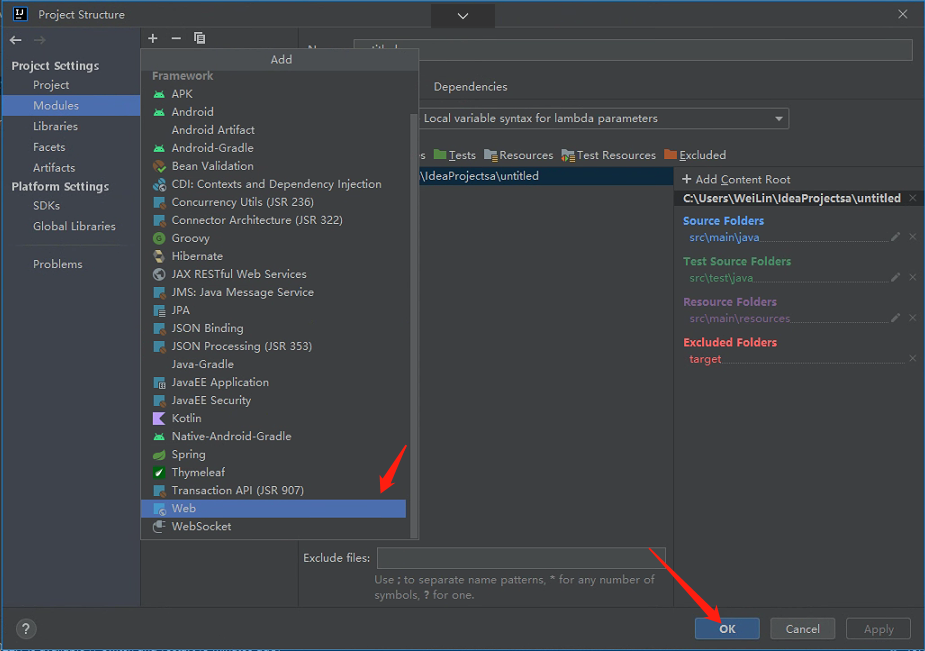 Project Structure
Project Settings
Project
Modules
Libraries
Facets
Artifacts
Platform Settings
SDKs
Global Libraries
Problems
Add
Framework
APK
Android
Android Artifact
Android-Gradle
Bean Validation
CDI: Contexts and Dependency Injection
Concurrency Utils (JSR 236)
Connector Architecture (JSR 322)
Groovy
Hibernate
JAX RESTful Web Services
JMS: Java Message Service
JPA
JSON Binding
JSON Processing (JSR 353)
Java-Gradle
JavaEE Application
JavaEE Security
Kotlin
Native-Android-Gradle
Spring
Thymeleaf
Transaction API (JSR 907)
Web
WebSocket
Dependencies
Local variable syntax for lambda parameters
s Tests Resources Test Resources Excluded
\IdeaProjectsa\untitled
+ Add Content Root
C:\Users\WeiLin\IdeaProjectsa\untitled
Source Folders
src\main\java
Test Source Folders
src\test\java
Resource Folders
src\main\resources
Excluded Folders
target
Exclude files:
Use ; to separate name patterns, * for any number of
symbols, ? for one.
?
OK Cancel Apply